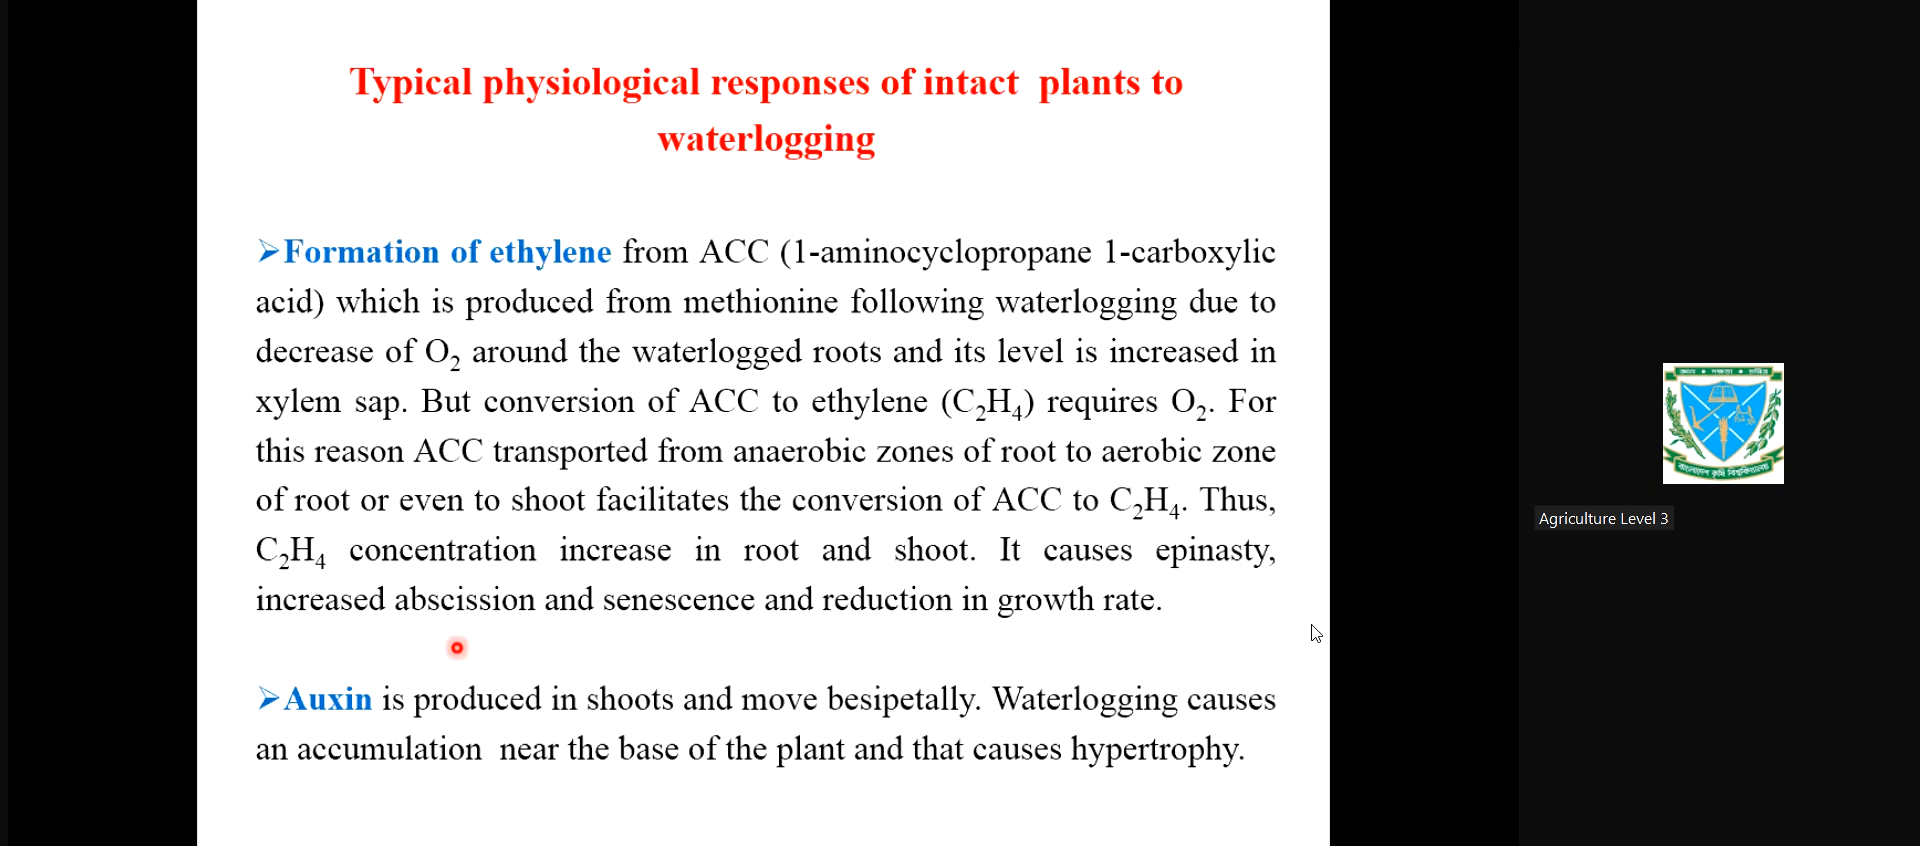 Typical physiological responses of intact plants to
waterlogging
➢Formation of ethylene from ACC (1-aminocyclopropane 1-carboxylic
acid) which is produced from methionine following waterlogging due to
decrease of O₂ around the waterlogged roots and its level is increased in
xylem sap. But conversion of ACC to ethylene (C₂H₄) requires O₂. For
this reason ACC transported from anaerobic zones of root to aerobic zone
of root or even to shoot facilitates the conversion of ACC to C₂H₄. Thus,
C₂H₄ concentration increase in root and shoot. It causes epinasty,
increased abscission and senescence and reduction in growth rate.
➢Auxin is produced in shoots and move besipetally. Waterlogging causes
an accumulation near the base of the plant and that causes hypertrophy.
বাংলাদেশ কৃষি বিশ্ববিদ্যালয়
Agriculture Level 3